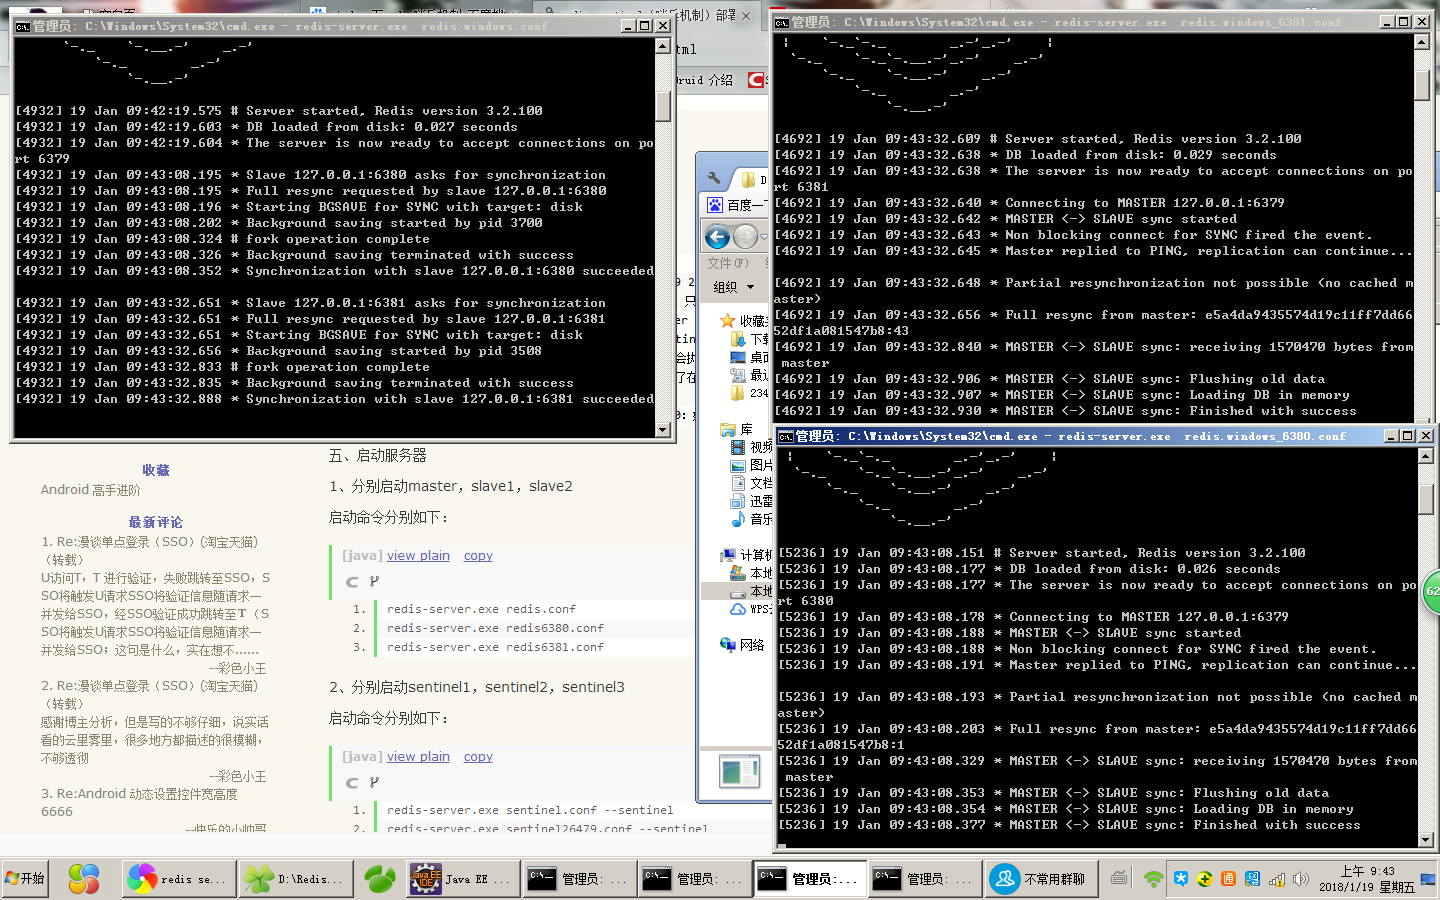 管理员: C:\Windows\System32\cmd.exe - redis-server.exe  redis.windows.conf
[4932] 19 Jan 09:42:19.575 # Server started, Redis version 3.2.100
[4932] 19 Jan 09:42:19.603 * DB loaded from disk: 0.027 seconds
[4932] 19 Jan 09:42:19.604 * The server is now ready to accept connections on po
rt 6379
[4932] 19 Jan 09:43:08.195 * Slave 127.0.0.1:6380 asks for synchronization
[4932] 19 Jan 09:43:08.195 * Full resync requested by slave 127.0.0.1:6380
[4932] 19 Jan 09:43:08.196 * Starting BGSAVE for SYNC with target: disk
[4932] 19 Jan 09:43:08.202 * Background saving started by pid 3700
[4932] 19 Jan 09:43:08.324 # fork operation complete
[4932] 19 Jan 09:43:08.326 * Background saving terminated with success
[4932] 19 Jan 09:43:08.352 * Synchronization with slave 127.0.0.1:6380 succeeded
[4932] 19 Jan 09:43:32.651 * Slave 127.0.0.1:6381 asks for synchronization
[4932] 19 Jan 09:43:32.651 * Full resync requested by slave 127.0.0.1:6381
[4932] 19 Jan 09:43:32.651 * Starting BGSAVE for SYNC with target: disk
[4932] 19 Jan 09:43:32.656 * Background saving started by pid 3508
[4932] 19 Jan 09:43:32.833 # fork operation complete
[4932] 19 Jan 09:43:32.835 * Background saving terminated with success
[4932] 19 Jan 09:43:32.888 * Synchronization with slave 127.0.0.1:6381 succeeded
管理员: C:\Windows\System32\cmd.exe - redis-server.exe  redis.windows_6381.conf
[4692] 19 Jan 09:43:32.609 # Server started, Redis version 3.2.100
[4692] 19 Jan 09:43:32.638 * DB loaded from disk: 0.029 seconds
[4692] 19 Jan 09:43:32.638 * The server is now ready to accept connections on po
rt 6381
[4692] 19 Jan 09:43:32.640 * Connecting to MASTER 127.0.0.1:6379
[4692] 19 Jan 09:43:32.642 * MASTER <-> SLAVE sync started
[4692] 19 Jan 09:43:32.643 * Non blocking connect for SYNC fired the event.
[4692] 19 Jan 09:43:32.645 * Master replied to PING, replication can continue...
[4692] 19 Jan 09:43:32.648 * Partial resynchronization not possible (no cached m
aster)
[4692] 19 Jan 09:43:32.656 * Full resync from master: e5a4da9435574d19c11ff7dd66
52df1a081547b8:43
[4692] 19 Jan 09:43:32.840 * MASTER <-> SLAVE sync: receiving 1570470 bytes from
 master
[4692] 19 Jan 09:43:32.906 * MASTER <-> SLAVE sync: Flushing old data
[4692] 19 Jan 09:43:32.907 * MASTER <-> SLAVE sync: Loading DB in memory
[4692] 19 Jan 09:43:32.930 * MASTER <-> SLAVE sync: Finished with success
管理员: C:\Windows\System32\cmd.exe - redis-server.exe  redis.windows_6380.conf
[5236] 19 Jan 09:43:08.151 # Server started, Redis version 3.2.100
[5236] 19 Jan 09:43:08.177 * DB loaded from disk: 0.026 seconds
[5236] 19 Jan 09:43:08.177 * The server is now ready to accept connections on po
rt 6380
[5236] 19 Jan 09:43:08.178 * Connecting to MASTER 127.0.0.1:6379
[5236] 19 Jan 09:43:08.188 * MASTER <-> SLAVE sync started
[5236] 19 Jan 09:43:08.188 * Non blocking connect for SYNC fired the event.
[5236] 19 Jan 09:43:08.191 * Master replied to PING, replication can continue...
[5236] 19 Jan 09:43:08.193 * Partial resynchronization not possible (no cached m
aster)
[5236] 19 Jan 09:43:08.203 * Full resync from master: e5a4da9435574d19c11ff7dd66
52df1a081547b8:1
[5236] 19 Jan 09:43:08.329 * MASTER <-> SLAVE sync: receiving 1570470 bytes from
 master
[5236] 19 Jan 09:43:08.353 * MASTER <-> SLAVE sync: Flushing old data
[5236] 19 Jan 09:43:08.354 * MASTER <-> SLAVE sync: Loading DB in memory
[5236] 19 Jan 09:43:08.377 * MASTER <-> SLAVE sync: Finished with success
html
Druid 介绍
百度一下
文件(F)
组织
收藏
下载
桌面
最近
234
库
视频
图片
文档
迅雷
音乐
计算机
本地
本地
WPS
网络
62
收藏
Android 高手进阶
最新评论
1. Re:漫谈单点登录（SSO）(淘宝天猫)
（转载）
U访问T，T 进行验证，失败跳转至SSO，S
SO将触发U请求SSO将验证信息随请求一
并发给SSO，经SSO验证成功跳转至T（S
SO将触发U请求SSO将验证信息随请求一
并发给SSO；这句是什么，实在想不......
--彩色小王
2. Re:漫谈单点登录（SSO）(淘宝天猫)
（转载）
感谢博主分析，但是写的不够仔细，说实话
看的云里雾里，很多地方都描述的很模糊，
不够透彻
--彩色小王
3. Re:Android 动态设置控件宽高度
6666
--快乐的小帅哥
五、启动服务器
1、分别启动master，slave1，slave2
启动命令分别如下：
[java] view plain copy
1. redis-server.exe redis.conf
2. redis-server.exe redis6380.conf
3. redis-server.exe redis6381.conf
2、分别启动sentinel1，sentinel2，sentinel3
启动命令分别如下：
[java] view plain copy
1. redis-server.exe sentinel.conf --sentinel
2. redis-server.exe sentinel26479.conf --sentinel
开始
redis se...
D:\Redis...
Java EE ...
管理员: ...
管理员: ...
管理员:...
管理员: ...
不常用群聊
上午 9:43
2018/1/19 星期五